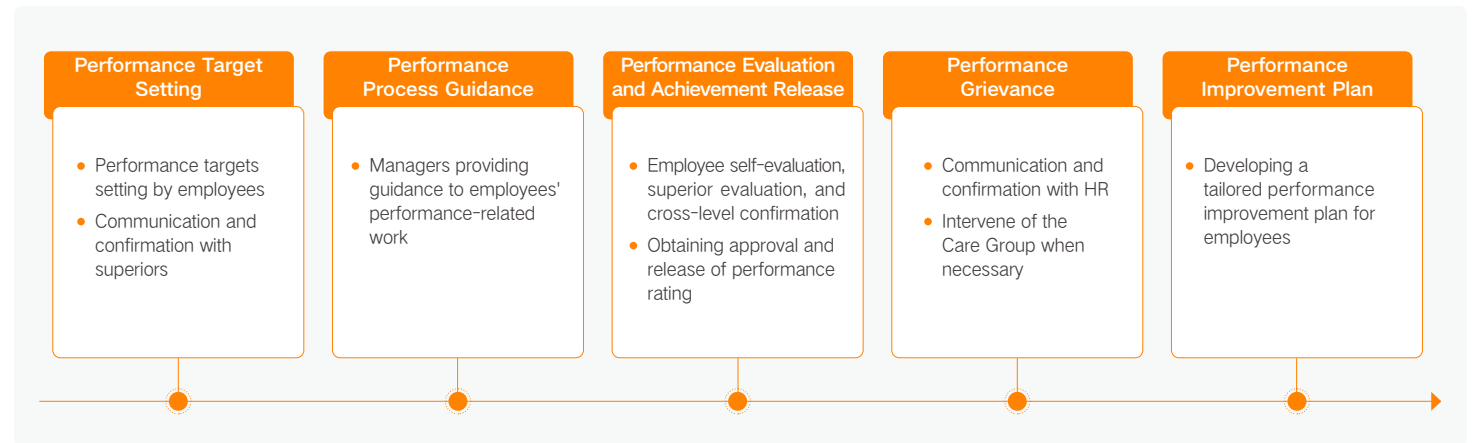 Performance Target
Setting
Performance targets
setting by employees
Communication and
confirmation with
superiors
Performance
Process Guidance
Managers providing
guidance to employees'
performance-related
work
Performance Evaluation
and Achievement Release
Employee self-evaluation,
superior evaluation, and
cross-level confirmation
Obtaining approval and
release of performance
rating
Performance
Grievance
Communication and
confirmation with HR
Intervene of the
Care Group when
necessary
Performance
Improvement Plan
Developing a
tailored performance
improvement plan for
employees